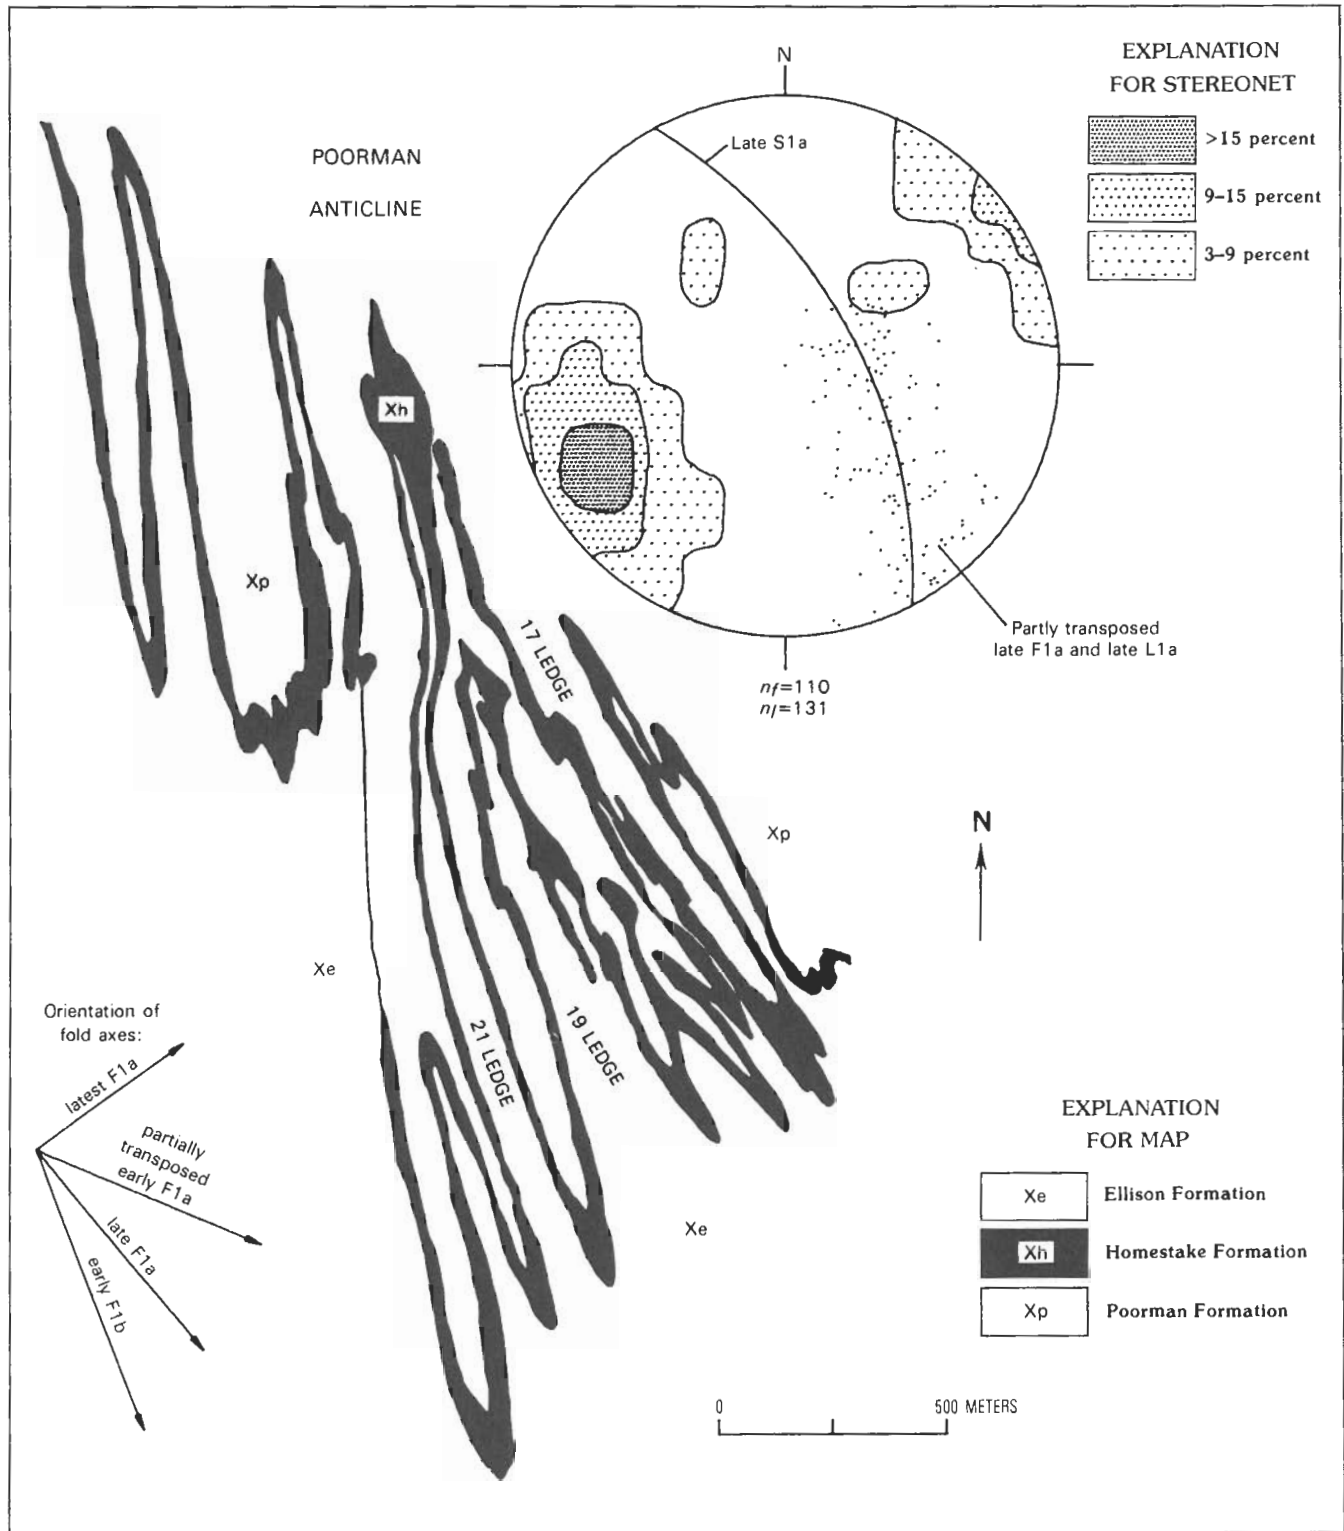 EXPLANATION
FOR STEREONET
>15 percent
9–15 percent
3–9 percent
N
Late S1a
POORMAN
ANTICLINE
Xh
Xp
17 LEDGE
Partly transposed
late F1a and late L1a
nf=110
nl=131
Xp
N
Xe
21 LEDGE
19 LEDGE
Orientation of
fold axes:
latest F1a
partially
transposed
early F1a
late F1a
early F1b
Xe
EXPLANATION
FOR MAP
Xe Ellison Formation
Xh Homestake Formation
Xp Poorman Formation
0 500 METERS